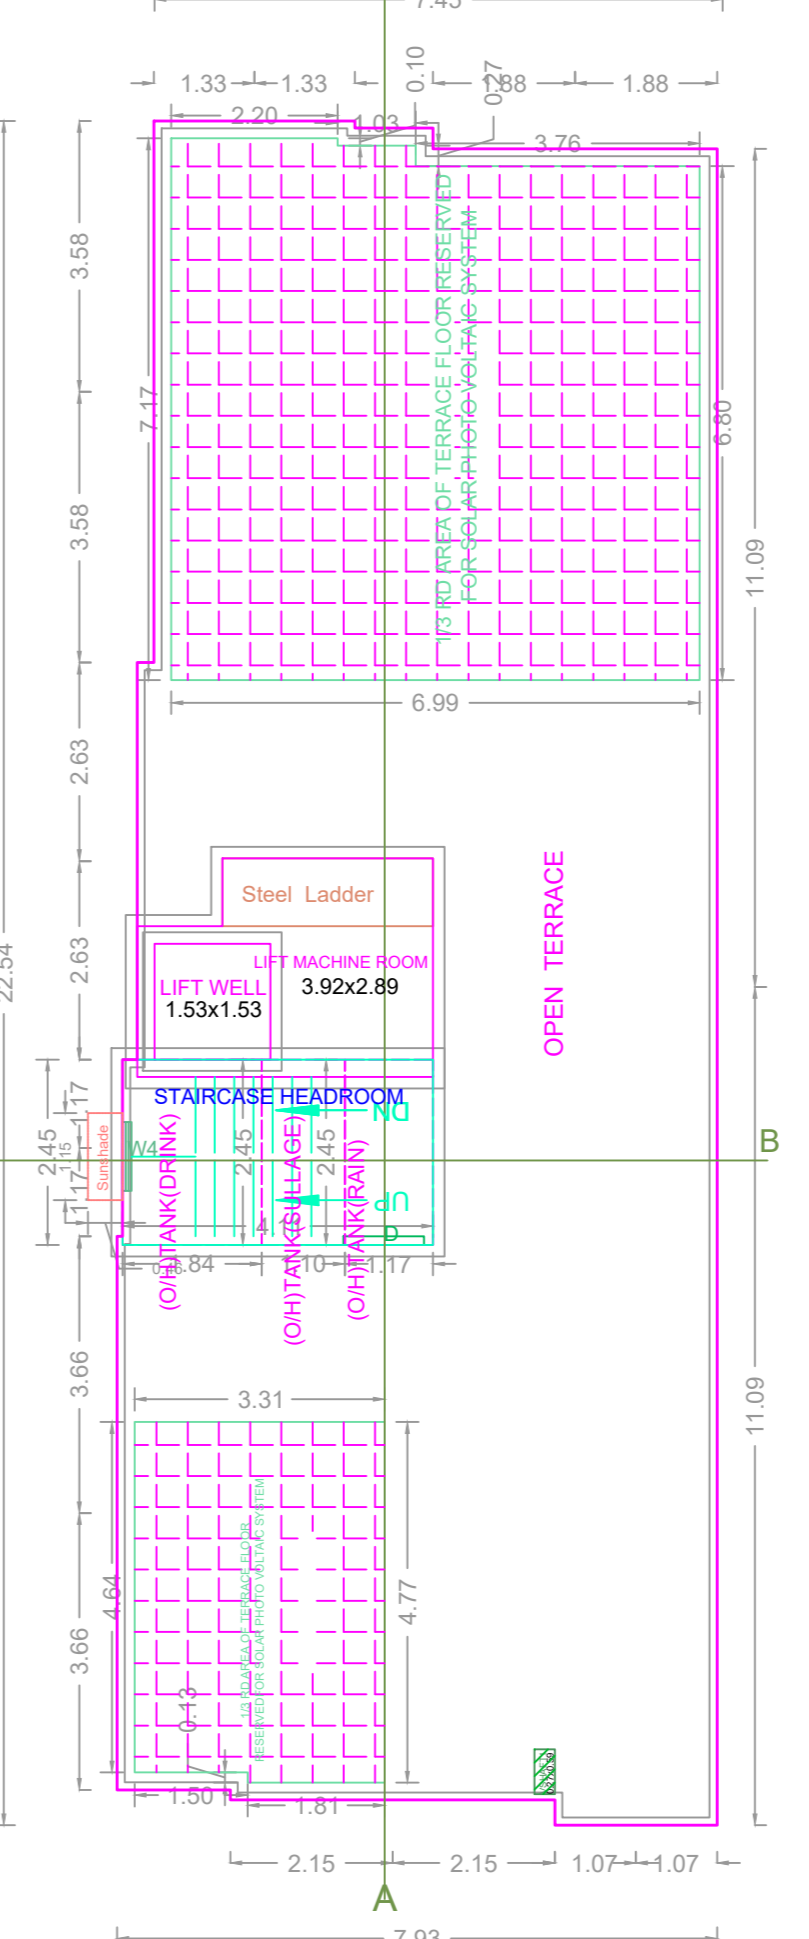 7.45
1.33
1.33
0.10
0.27
1.88
1.88
2.20
1.03
3.76
3.58
7.17
3.58
1/3 RD AREA OF TERRACE FLOOR RESERVED
FOR SOLAR PHOTO VOLTAIC SYSTEM
6.80
11.09
6.99
2.63
2.63
22.54
Steel Ladder
LIFT MACHINE ROOM
3.92x2.89
LIFT WELL
1.53x1.53
OPEN TERRACE
STAIRCASE HEADROOM
DN
UP
W4
Sunshade
1.17
1.15
1.17
2.45
2.45
2.45
B
D
(O/H)TANK(DRINK)
(O/H)TANK(SULLAGE)
(O/H)TANK(RAIN)
1.17
3.66
3.31
11.09
4.64
4.77
1/3 RD AREA OF TERRACE FLOOR
RESERVED FOR SOLAR PHOTO VOLTAIC SYSTEM
3.66
0.13
1.50
1.81
2.15
2.15
1.07
1.07
A
7.93